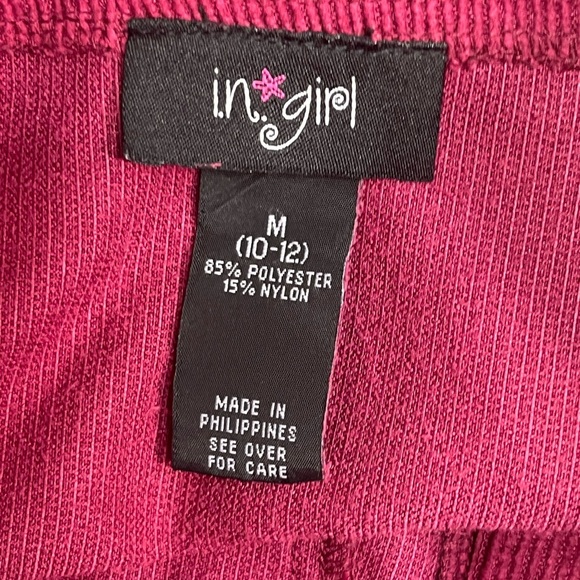 i.n. girl
M
(10-12)
85% POLYESTER
15% NYLON
MADE IN
PHILIPPINES
SEE OVER
FOR CARE